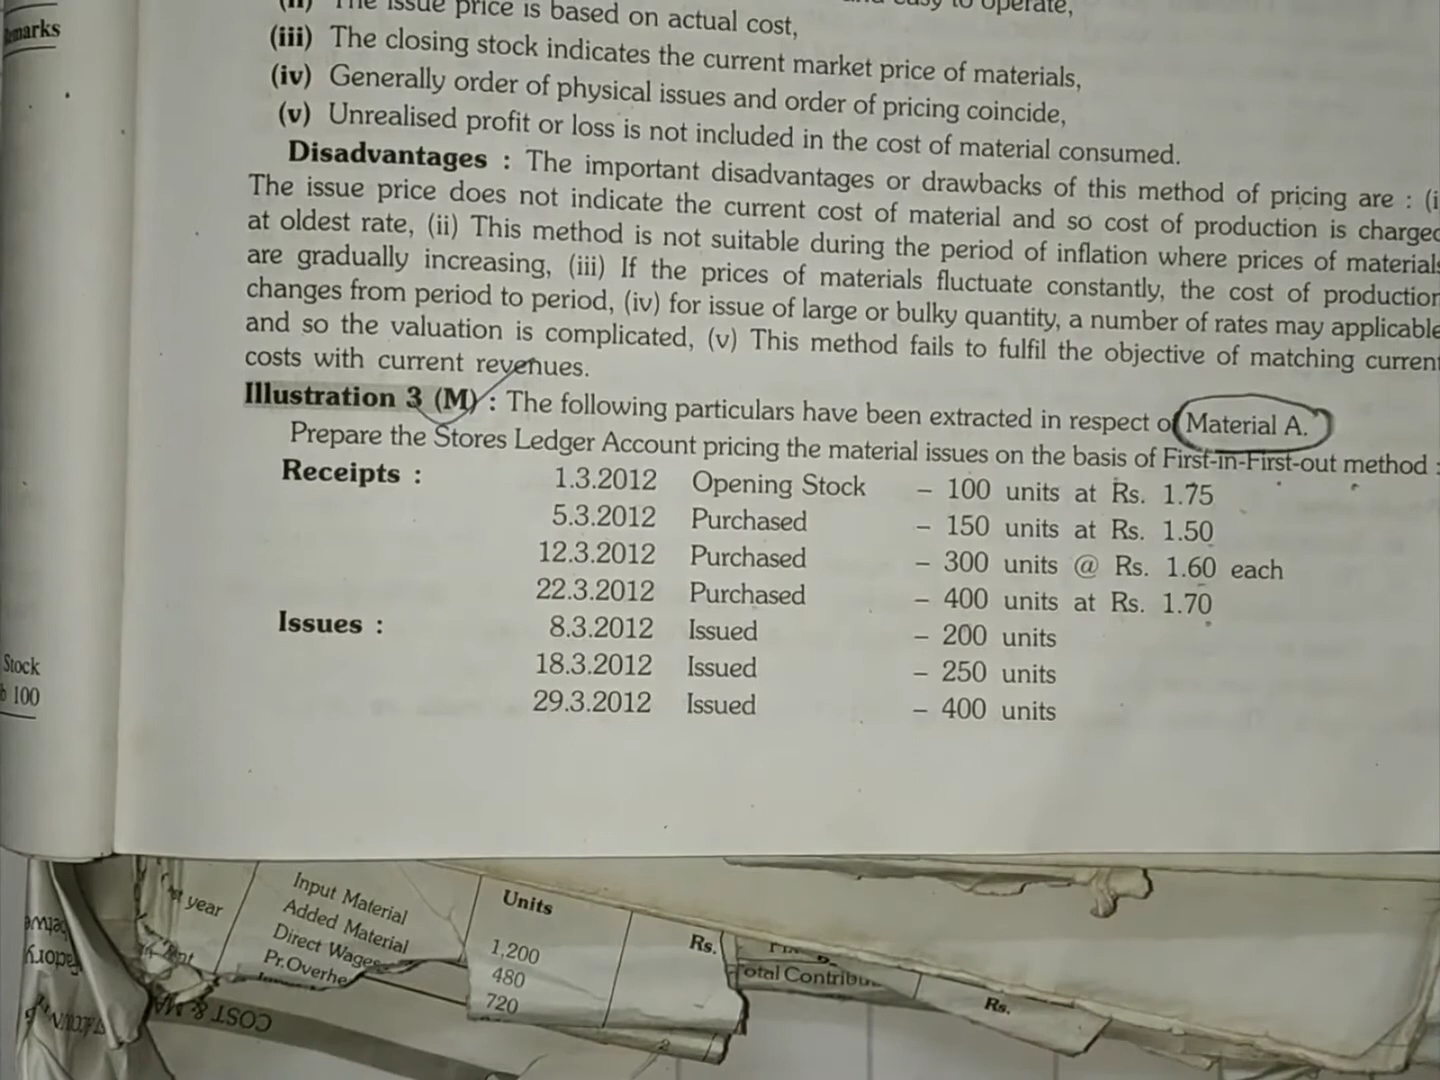 The issue price is based on actual cost,
(iii) The closing stock indicates the current market price of materials,
(iv) Generally order of physical issues and order of pricing coincide,
(v) Unrealised profit or loss is not included in the cost of material consumed.
Disadvantages : The important disadvantages or drawbacks of this method of pricing are : (i
The issue price does not indicate the current cost of material and so cost of production is charged
at oldest rate, (ii) This method is not suitable during the period of inflation where prices of materials
are gradually increasing, (iii) If the prices of materials fluctuate constantly, the cost of production
changes from period to period, (iv) for issue of large or bulky quantity, a number of rates may applicable
and so the valuation is complicated, (v) This method fails to fulfil the objective of matching current
costs with current revenues.
Illustration 3 (M) : The following particulars have been extracted in respect of Material A.
Prepare the Stores Ledger Account pricing the material issues on the basis of First-in-First-out method :
Receipts : 1.3.2012 Opening Stock – 100 units at Rs. 1.75
5.3.2012 Purchased – 150 units at Rs. 1.50
12.3.2012 Purchased – 300 units @ Rs. 1.60 each
22.3.2012 Purchased – 400 units at Rs. 1.70
Issues : 8.3.2012 Issued – 200 units
18.3.2012 Issued – 250 units
29.3.2012 Issued – 400 units
Stock
100
year
Input Material
Added Material
Direct Wages
Pr.Overhe
Units
1,200
480
720
Rs.
Total Contribu
Rs.
COST &
Factory